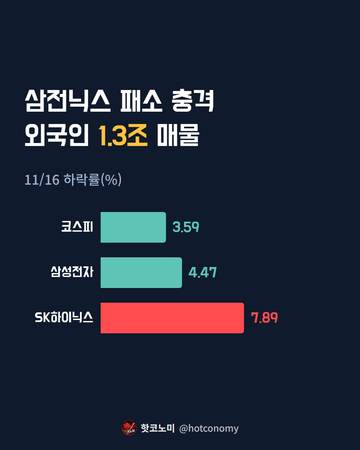 삼전닉스 패소 충격
외국인 1.3조 매물
11/16 하락률(%)
코스피 3.59
삼성전자 4.47
SK하이닉스 7.89
핫코노미 @hotconomy